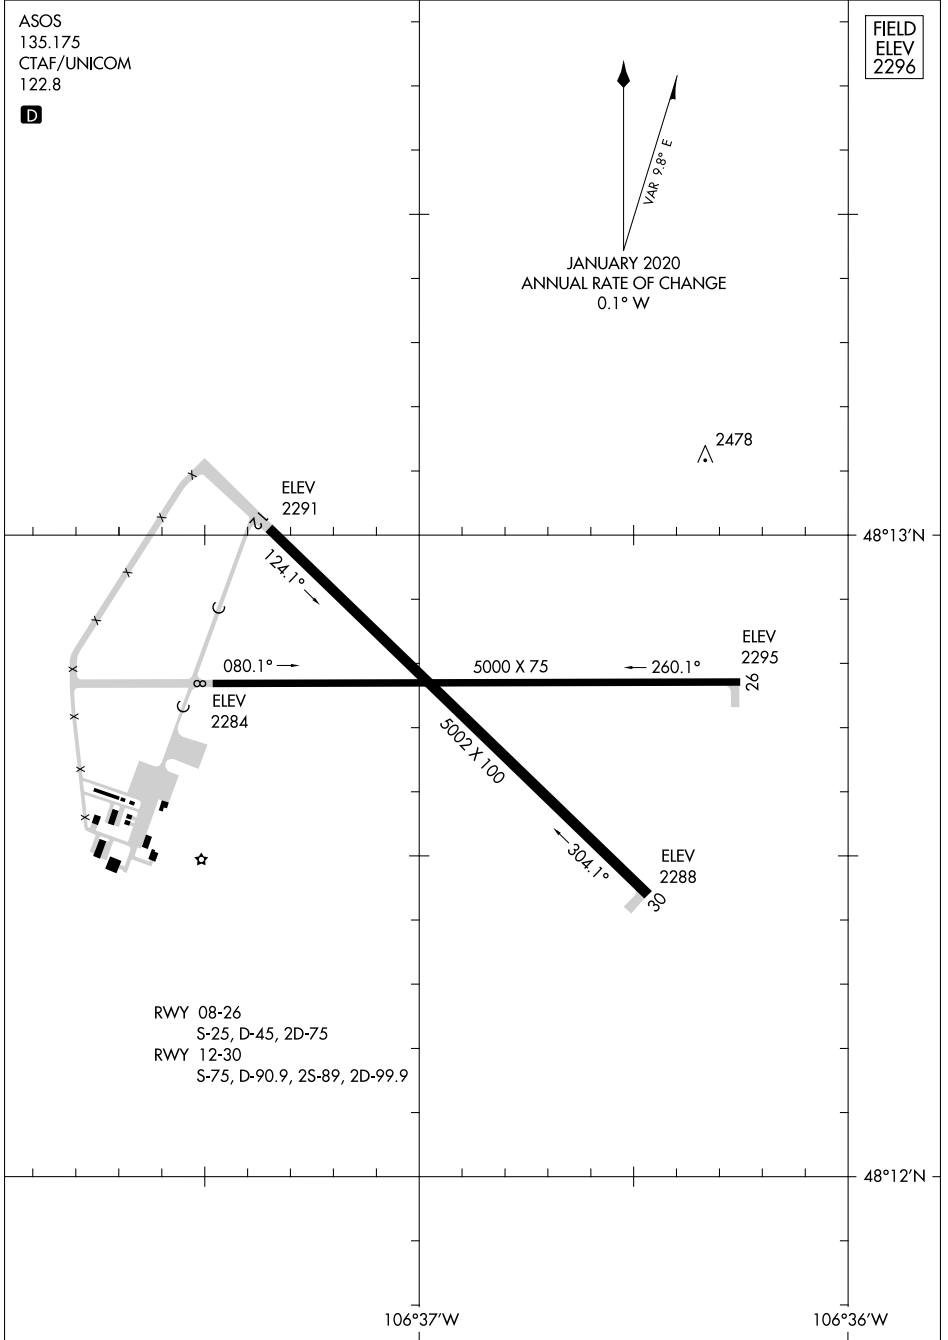 ASOS
135.175
CTAF/UNICOM
122.8
D
FIELD
ELEV
2296
VAR 9.8° E
JANUARY 2020
ANNUAL RATE OF CHANGE
0.1° W
2478
ELEV
2291
12
48°13'N
124.1°
X
X
X
X
X
X
X
X
C
C
080.1°
5000 X 75
260.1°
ELEV
2295
8
26
ELEV
2284
5002 X 100
304.1°
ELEV
2288
30
RWY 08-26
S-25, D-45, 2D-75
RWY 12-30
S-75, D-90.9, 2S-89, 2D-99.9
48°12'N
106°37'W
106°36'W